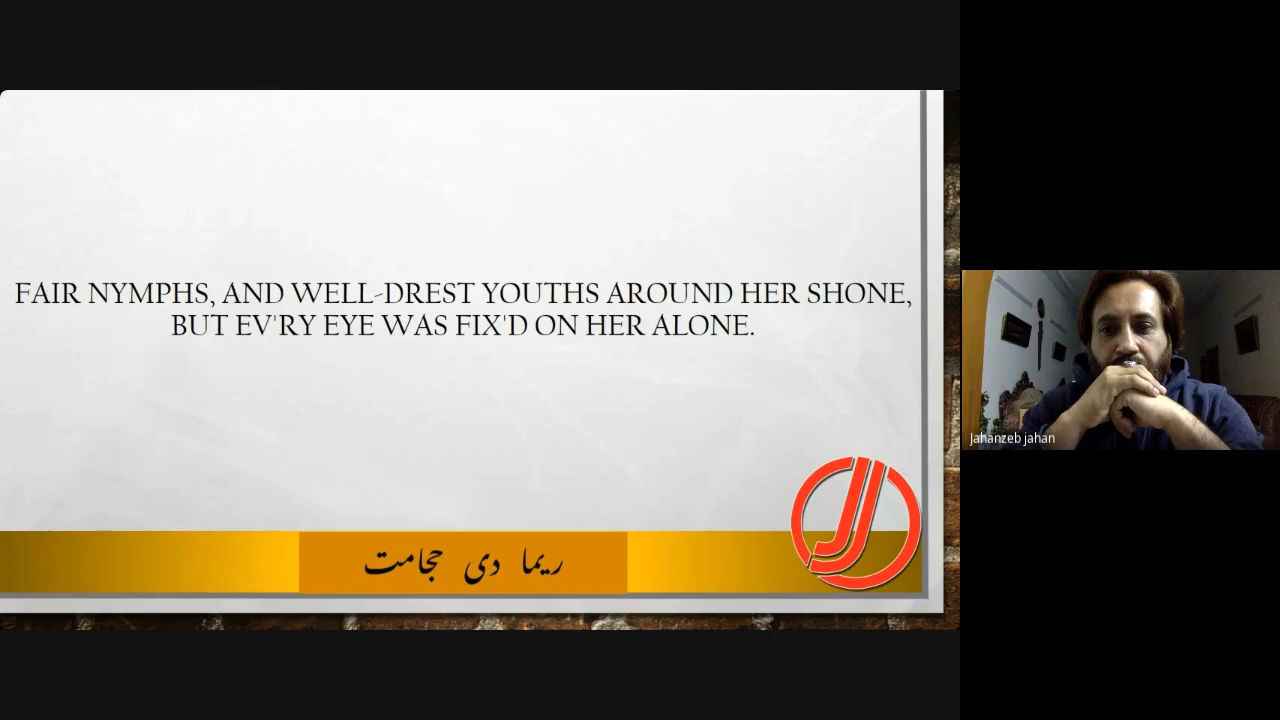 FAIR NYMPHS, AND WELL-DREST YOUTHS AROUND HER SHONE,
BUT EV'RY EYE WAS FIX'D ON HER ALONE.
ریما دی حجامت
Jahanzeb jahan